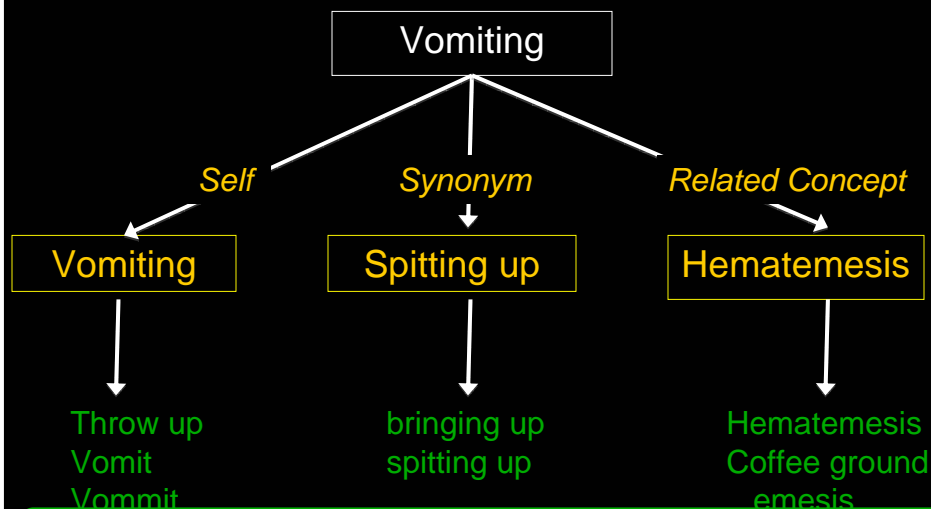 Vomiting
Self
Synonym
Related Concept
Vomiting
Spitting up
Hematemesis
Throw up
Vomit
Vommit
bringing up
spitting up
Hematemesis
Coffee ground
emesis